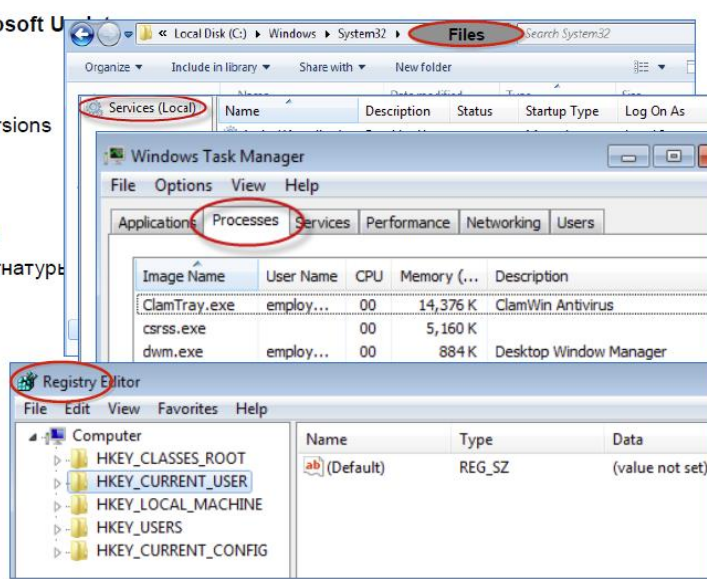 osoft U
« Local Disk (C:) ▸ Windows ▸ System32 ▸ Files Search System32
Organize ▾ Include in library ▾ Share with ▾ New folder
rsions
Services (Local) Name Description Status Startup Type Log On As
Windows Task Manager
File Options View Help
Applications Processes Services Performance Networking Users
гнатуры
Image Name User Name CPU Memory (... Description
ClamTray.exe employ... 00 14,376 K ClamWin Antivirus
csrss.exe 00 5,160 K
dwm.exe employ... 00 884 K Desktop Window Manager
Registry Editor
File Edit View Favorites Help
Computer Name Type Data
HKEY_CLASSES_ROOT (Default) REG_SZ (value not set)
HKEY_CURRENT_USER
HKEY_LOCAL_MACHINE
HKEY_USERS
HKEY_CURRENT_CONFIG